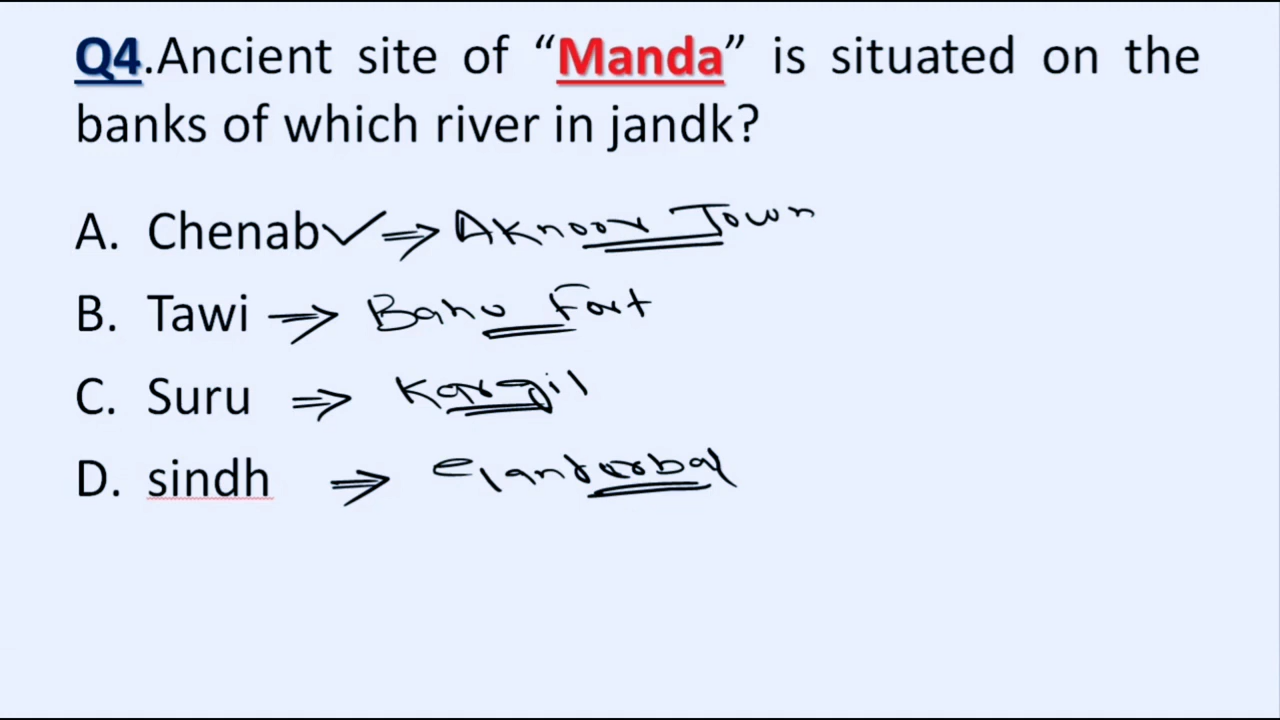 Q4.Ancient site of “Manda” is situated on the
banks of which river in jandk?
A. Chenab✓ ⇒ Aknoor Town
B. Tawi ⇒ Bahu Fort
C. Suru ⇒ Kargil
D. sindh ⇒ Ganderbal